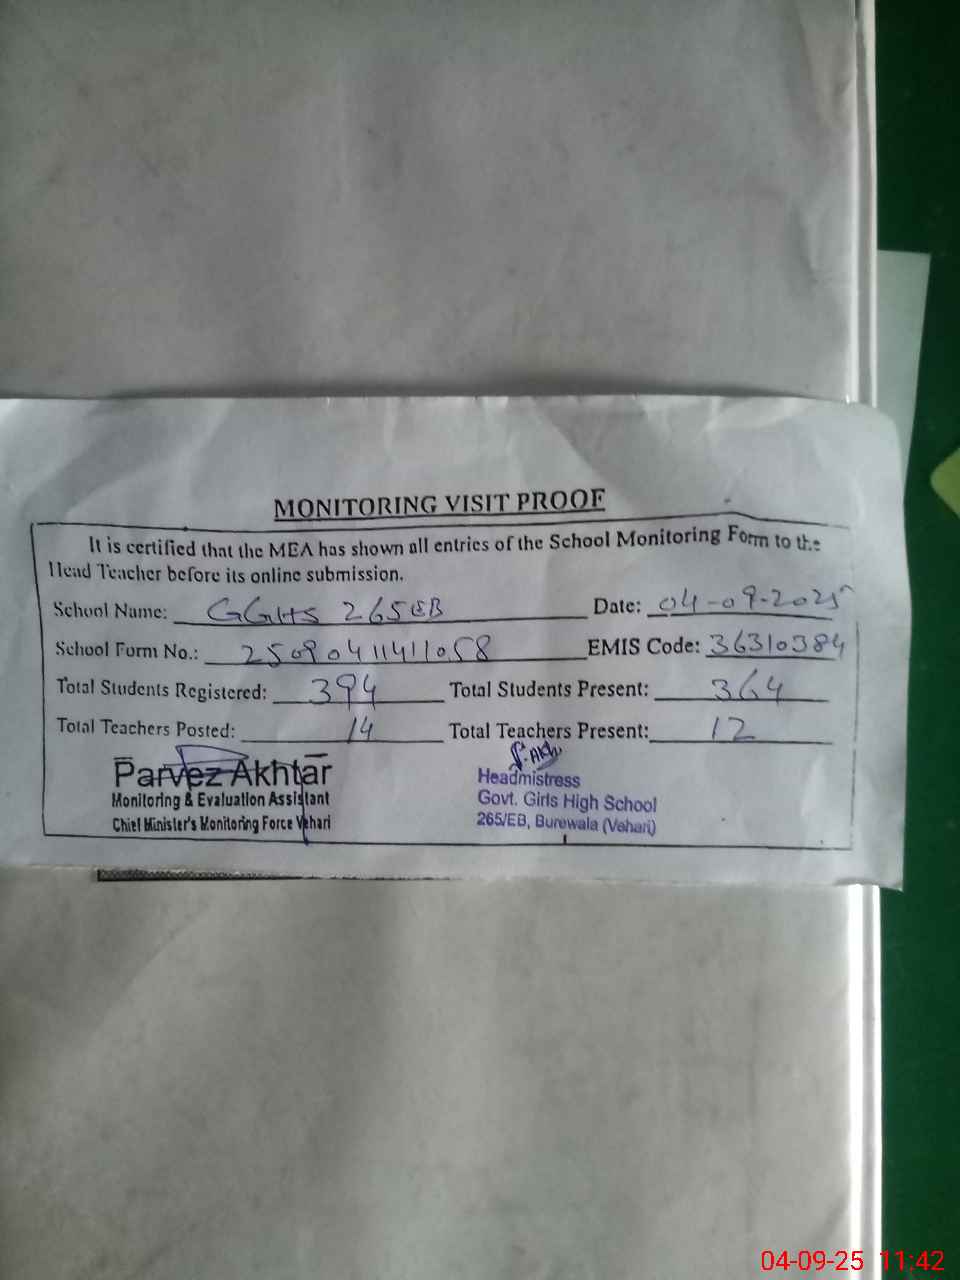 MONITORING VISIT PROOF
It is certified that the MEA has shown all entries of the School Monitoring Form to the
Head Teacher before its online submission.
School Name: GGHS 265EB Date: 04-09-2025
School Form No.: 25090411411058 EMIS Code: 36310384
Total Students Registered: 394 Total Students Present: 364
Total Teachers Posted: 14 Total Teachers Present: 12
Parvez Akhtar
Monitoring & Evaluation Assistant
Chief Minister's Monitoring Force Vehari
Headmistress
Govt. Girls High School
265/EB, Burewala (Vehari)
04-09-25 11:42